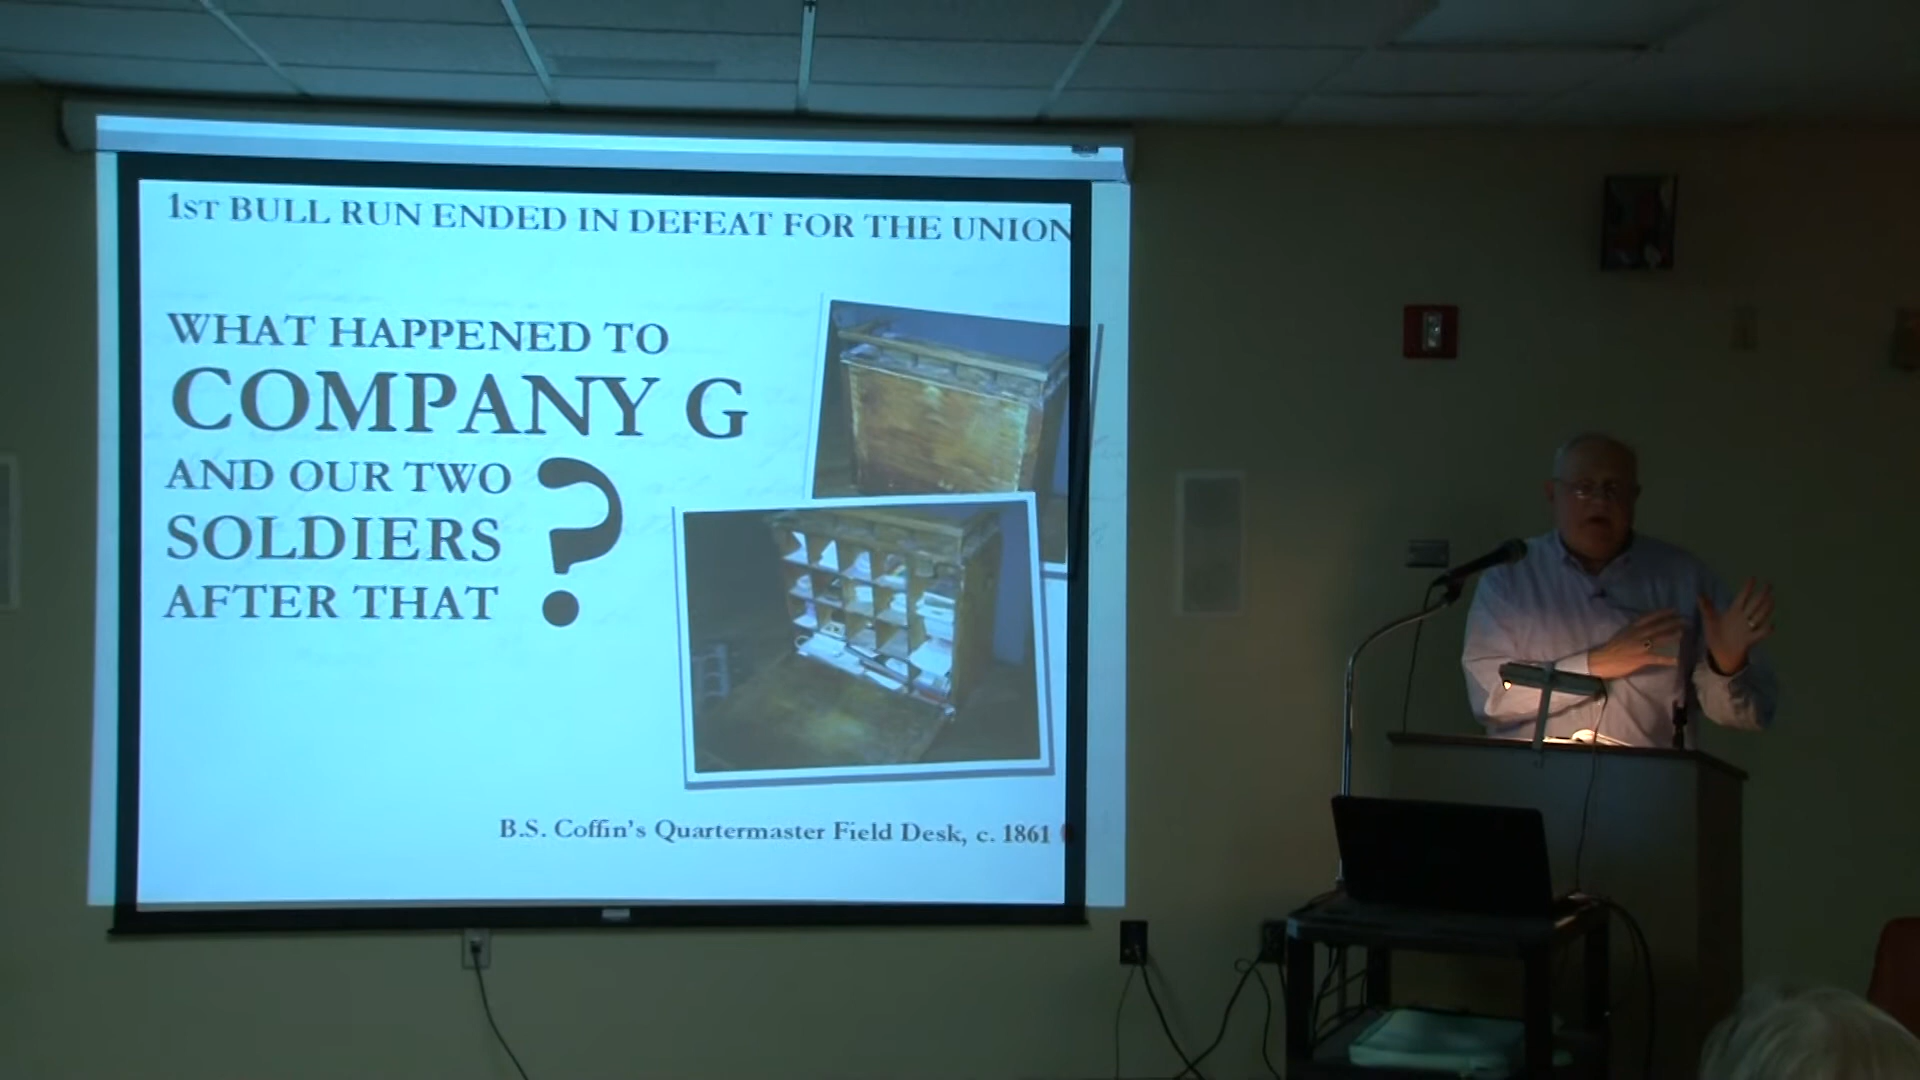 1ST BULL RUN ENDED IN DEFEAT FOR THE UNION
WHAT HAPPENED TO
COMPANY G
AND OUR TWO
SOLDIERS
AFTER THAT
?
B.S. Coffin's Quartermaster Field Desk, c. 1861